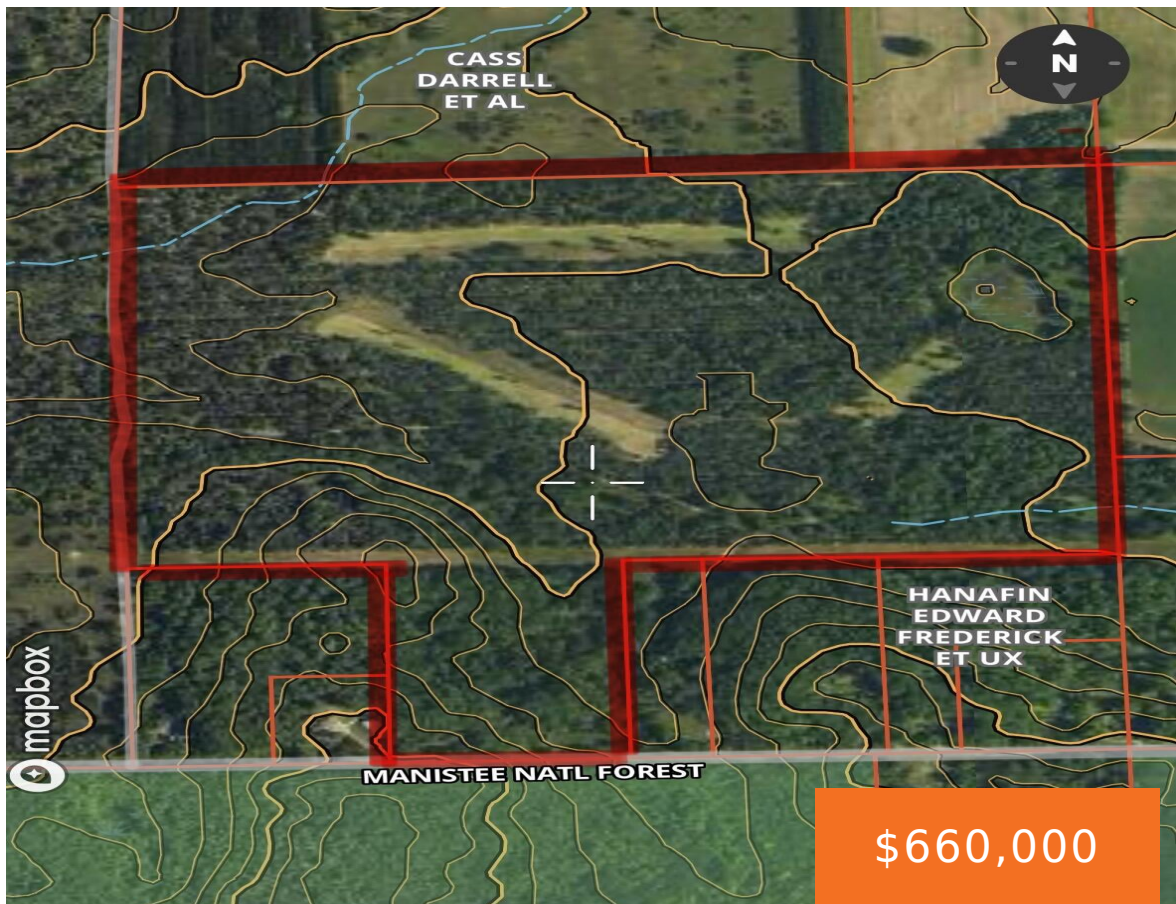 CASS
DARRELL
ET AL
N
HANAFIN
EDWARD
FREDERICK
ET UX
mapbox
MANISTEE NATL FOREST
$660,000